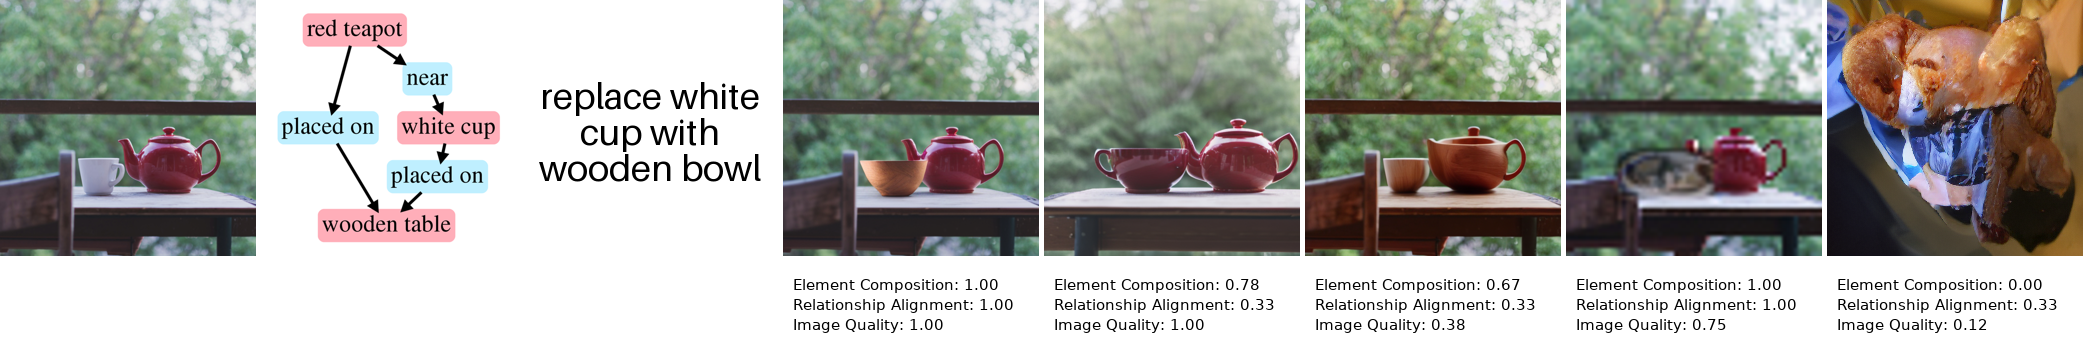 red teapot
near
placed on
white cup
placed on
wooden table
replace white
cup with
wooden bowl
Element Composition: 1.00
Relationship Alignment: 1.00
Image Quality: 1.00
Element Composition: 0.78
Relationship Alignment: 0.33
Image Quality: 1.00
Element Composition: 0.67
Relationship Alignment: 0.33
Image Quality: 0.38
Element Composition: 1.00
Relationship Alignment: 1.00
Image Quality: 0.75
Element Composition: 0.00
Relationship Alignment: 0.33
Image Quality: 0.12